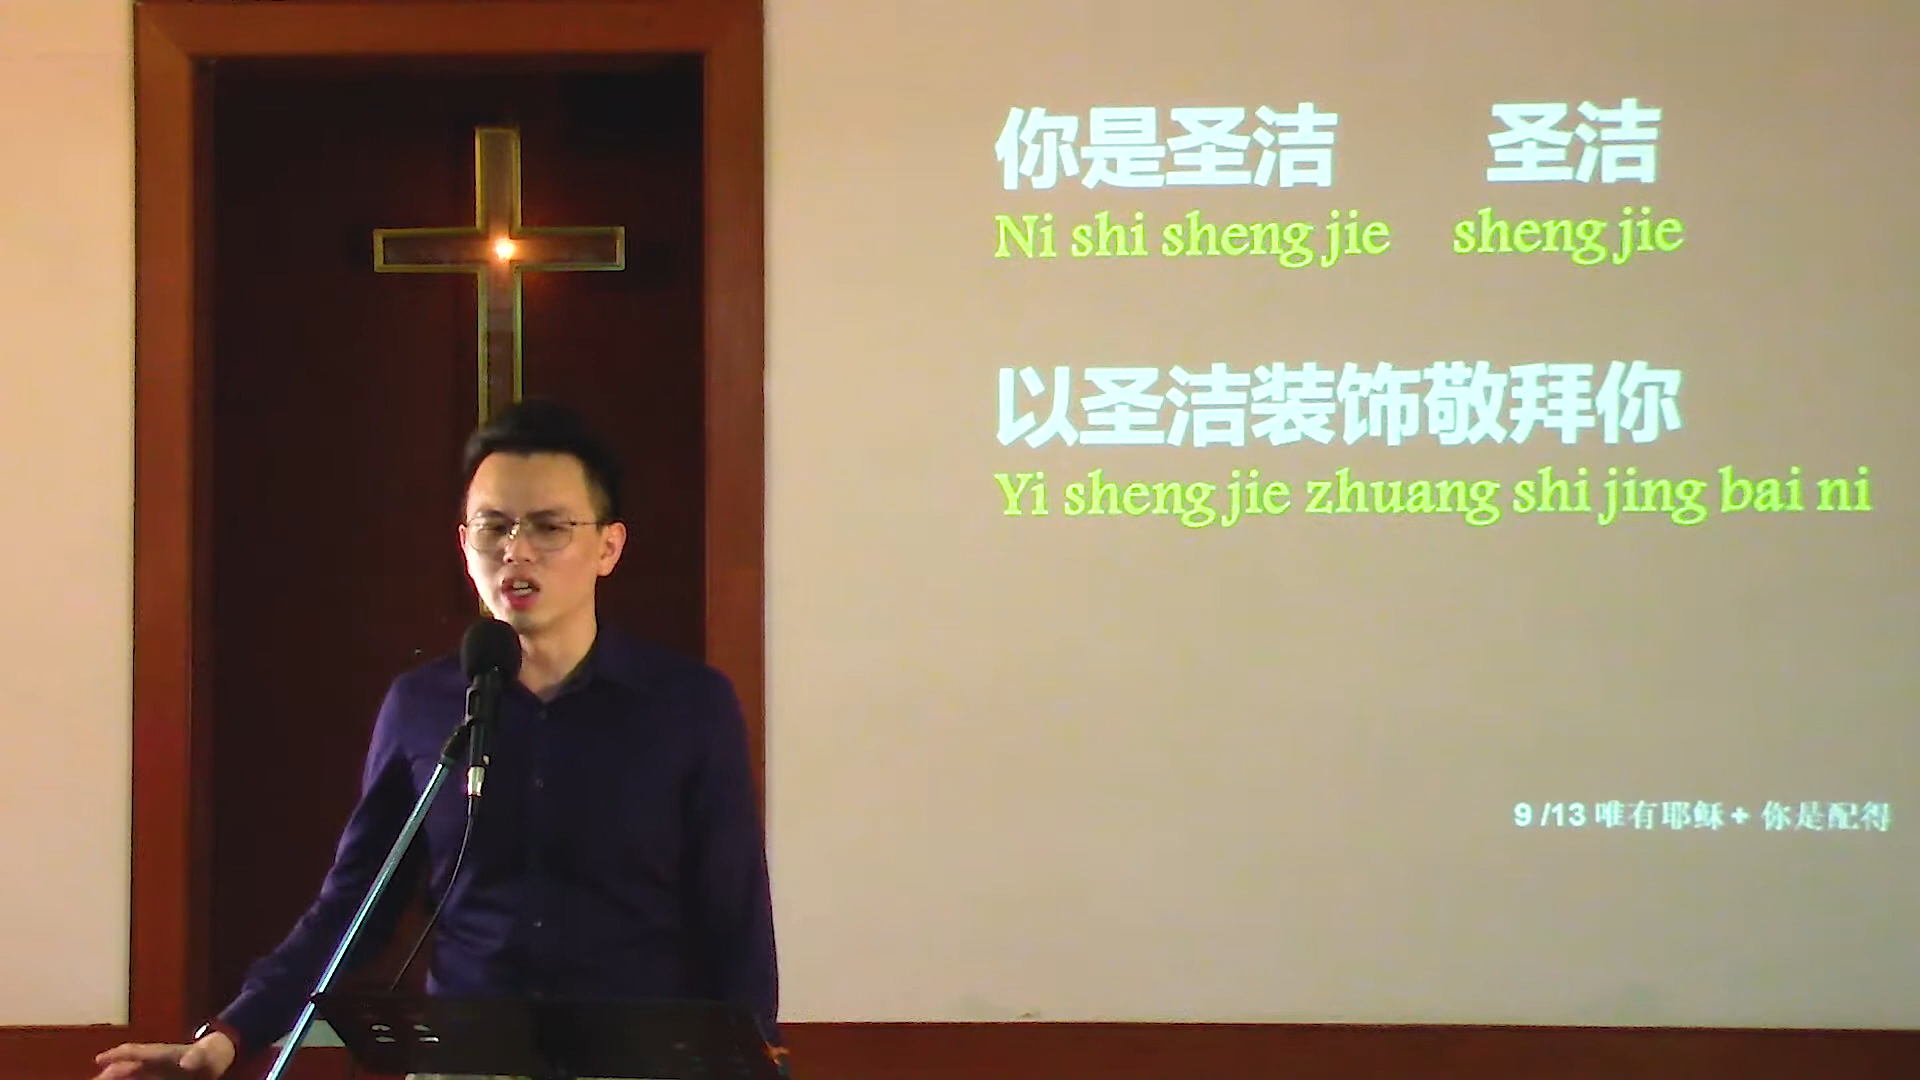 你是圣洁 圣洁
Ni shi sheng jie sheng jie
以圣洁装饰敬拜你
Yi sheng jie zhuang shi jing bai ni
9 /13 唯有耶稣 + 你是配得